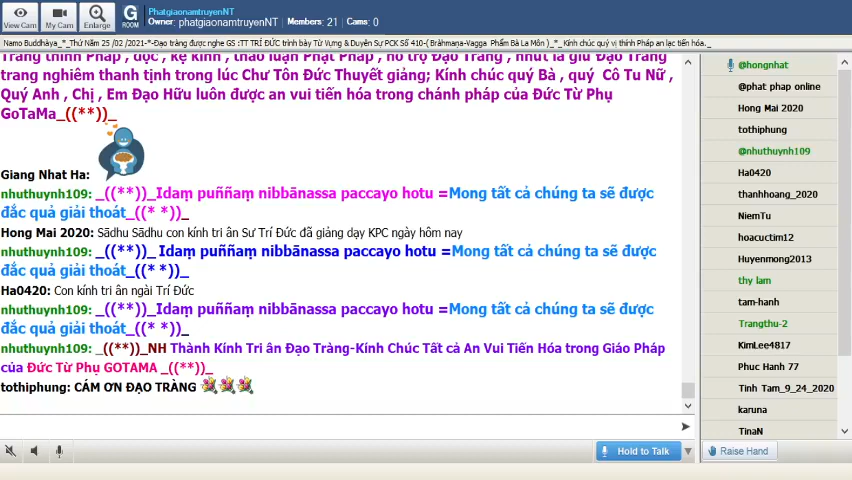 Phatgiaonamtruyen NT
Owner: phatgiaonamtruyenNT | Members: 21 | Cams: 0
View Cam
My Cam
Enlarge
G
ROOM
Namo Buddhàya_*_Thứ Năm 25 /02 /2021-*-Đạo tràng được nghe GS :TT TRÍ ĐỨC trình bày Từ Vựng & Duyên Sự PCK Số 410-( Brāhmaṇa-Vagga Phẩm Bà La Môn )_*_ Kính chúc quý vị thính Pháp an lạc tiến hóa._
Trang thính Pháp , đọc , kệ kinh , thảo luận Phật Pháp , hổ trợ Đạo Tràng , nhứt là giữ Đạo Tràng
trang nghiêm thanh tịnh trong lúc Chư Tôn Đức Thuyết giảng; Kính chúc quý Bà , quý Cô Tu Nữ ,
Quý Anh , Chị , Em Đạo Hữu luôn được an vui tiến hóa trong chánh pháp của Đức Từ Phụ
GoTaMa_((**))_
Giang Nhat Ha:
nhuthuynh109: _((**))_Idaṃ puññaṃ nibbānassa paccayo hotu =Mong tất cả chúng ta sẽ được
đắc quả giải thoát_((* *))_
Hong Mai 2020: Sādhu Sādhu con kính tri ân Sư Trí Đức đã giảng dạy KPC ngày hôm nay
nhuthuynh109: _((**))_ Idaṃ puññaṃ nibbānassa paccayo hotu =Mong tất cả chúng ta sẽ được
đắc quả giải thoát_((* *))_
Ha0420: Con kính tri ân ngài Trí Đức
nhuthuynh109: _((**))_Idaṃ puññaṃ nibbānassa paccayo hotu =Mong tất cả chúng ta sẽ được
đắc quả giải thoát_((* *))_
nhuthuynh109: _((**))_NH Thành Kính Tri ân Đạo Tràng-Kính Chúc Tất cả An Vui Tiến Hóa trong Giáo Pháp
của Đức Từ Phụ GOTAMA _((**))_
tothiphung: CÁM ƠN ĐẠO TRÀNG
@hongnhat
@phat phap online
Hong Mai 2020
tothiphung
@nhuthuynh109
Ha0420
thanhhoang_2020
NiemTu
hoacuctim12
Huyenmong2013
thy lam
tam-hanh
Trangthu-2
KimLee4817
Phuc Hanh 77
Tinh Tam_9_24_2020
karuna
TinaN
Hold to Talk
Raise Hand